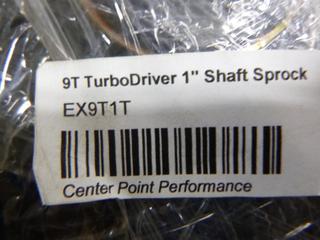 9T TurboDriver 1" Shaft Sprock
EX9T1T
Center Point Performance